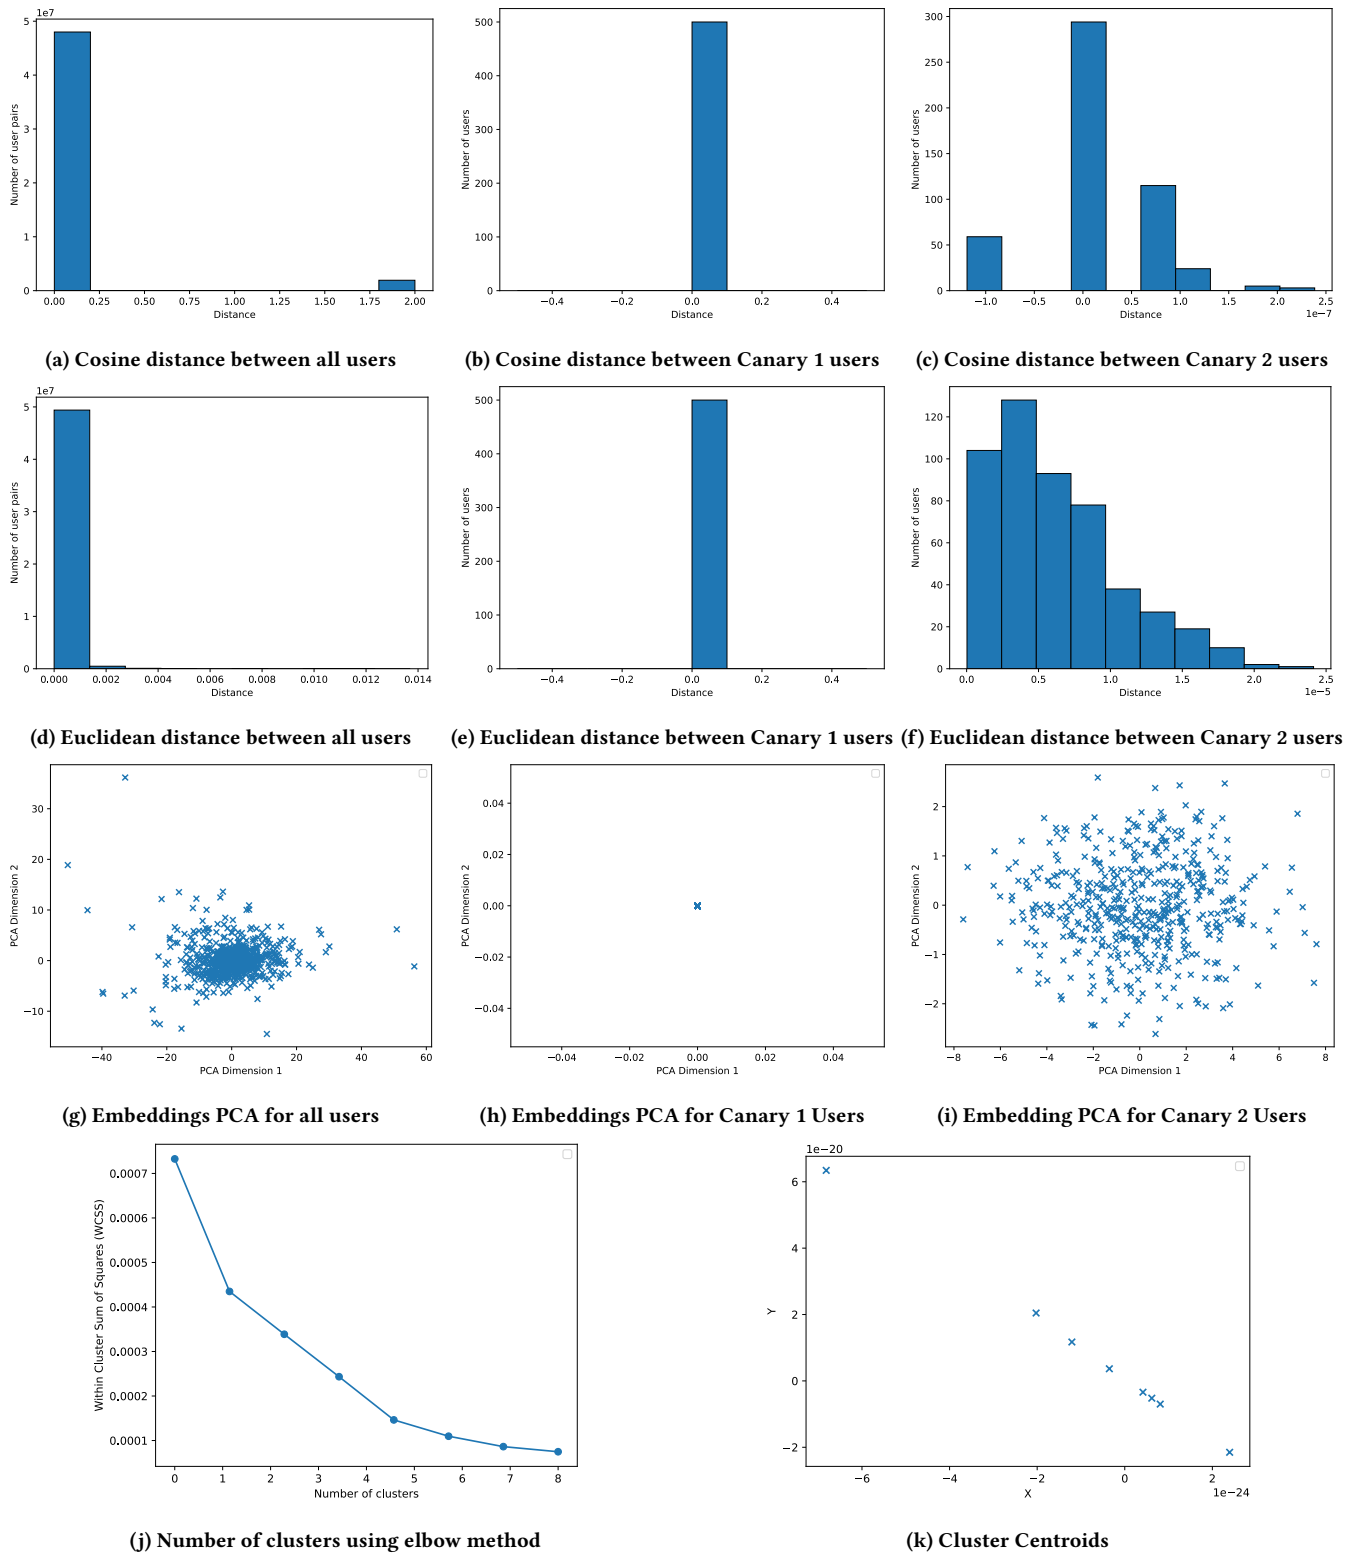 1e7
5
4
3
2
1
0
Number of user pairs
0.00 0.25 0.50 0.75 1.00 1.25 1.50 1.75 2.00
Distance
(a) Cosine distance between all users
500
400
300
200
100
0
Number of users
−0.4 −0.2 0.0 0.2 0.4
Distance
(b) Cosine distance between Canary 1 users
300
250
200
150
100
50
0
Number of users
−1.0 −0.5 0.0 0.5 1.0 1.5 2.0 2.5
1e−7
Distance
(c) Cosine distance between Canary 2 users
1e7
5
4
3
2
1
0
Number of user pairs
0.000 0.002 0.004 0.006 0.008 0.010 0.012 0.014
Distance
(d) Euclidean distance between all users
500
400
300
200
100
0
Number of users
−0.4 −0.2 0.0 0.2 0.4
Distance
(e) Euclidean distance between Canary 1 users
120
100
80
60
40
20
0
Number of users
0.0 0.5 1.0 1.5 2.0 2.5
1e−5
Distance
(f) Euclidean distance between Canary 2 users
30
20
10
0
−10
PCA Dimension 2
−40 −20 0 20 40 60
PCA Dimension 1
(g) Embeddings PCA for all users
0.04
0.02
0.00
−0.02
−0.04
PCA Dimension 2
−0.04 −0.02 0.00 0.02 0.04
PCA Dimension 1
(h) Embeddings PCA for Canary 1 Users
2
1
0
−1
−2
PCA Dimension 2
−8 −6 −4 −2 0 2 4 6 8
PCA Dimension 1
(i) Embedding PCA for Canary 2 Users
0.0007
0.0006
0.0005
0.0004
0.0003
0.0002
0.0001
Within Cluster Sum of Squares (WCSS)
0 1 2 3 4 5 6 7 8
Number of clusters
(j) Number of clusters using elbow method
1e−20
6
4
2
0
−2
Y
−6 −4 −2 0 2
1e−24
X
(k) Cluster Centroids